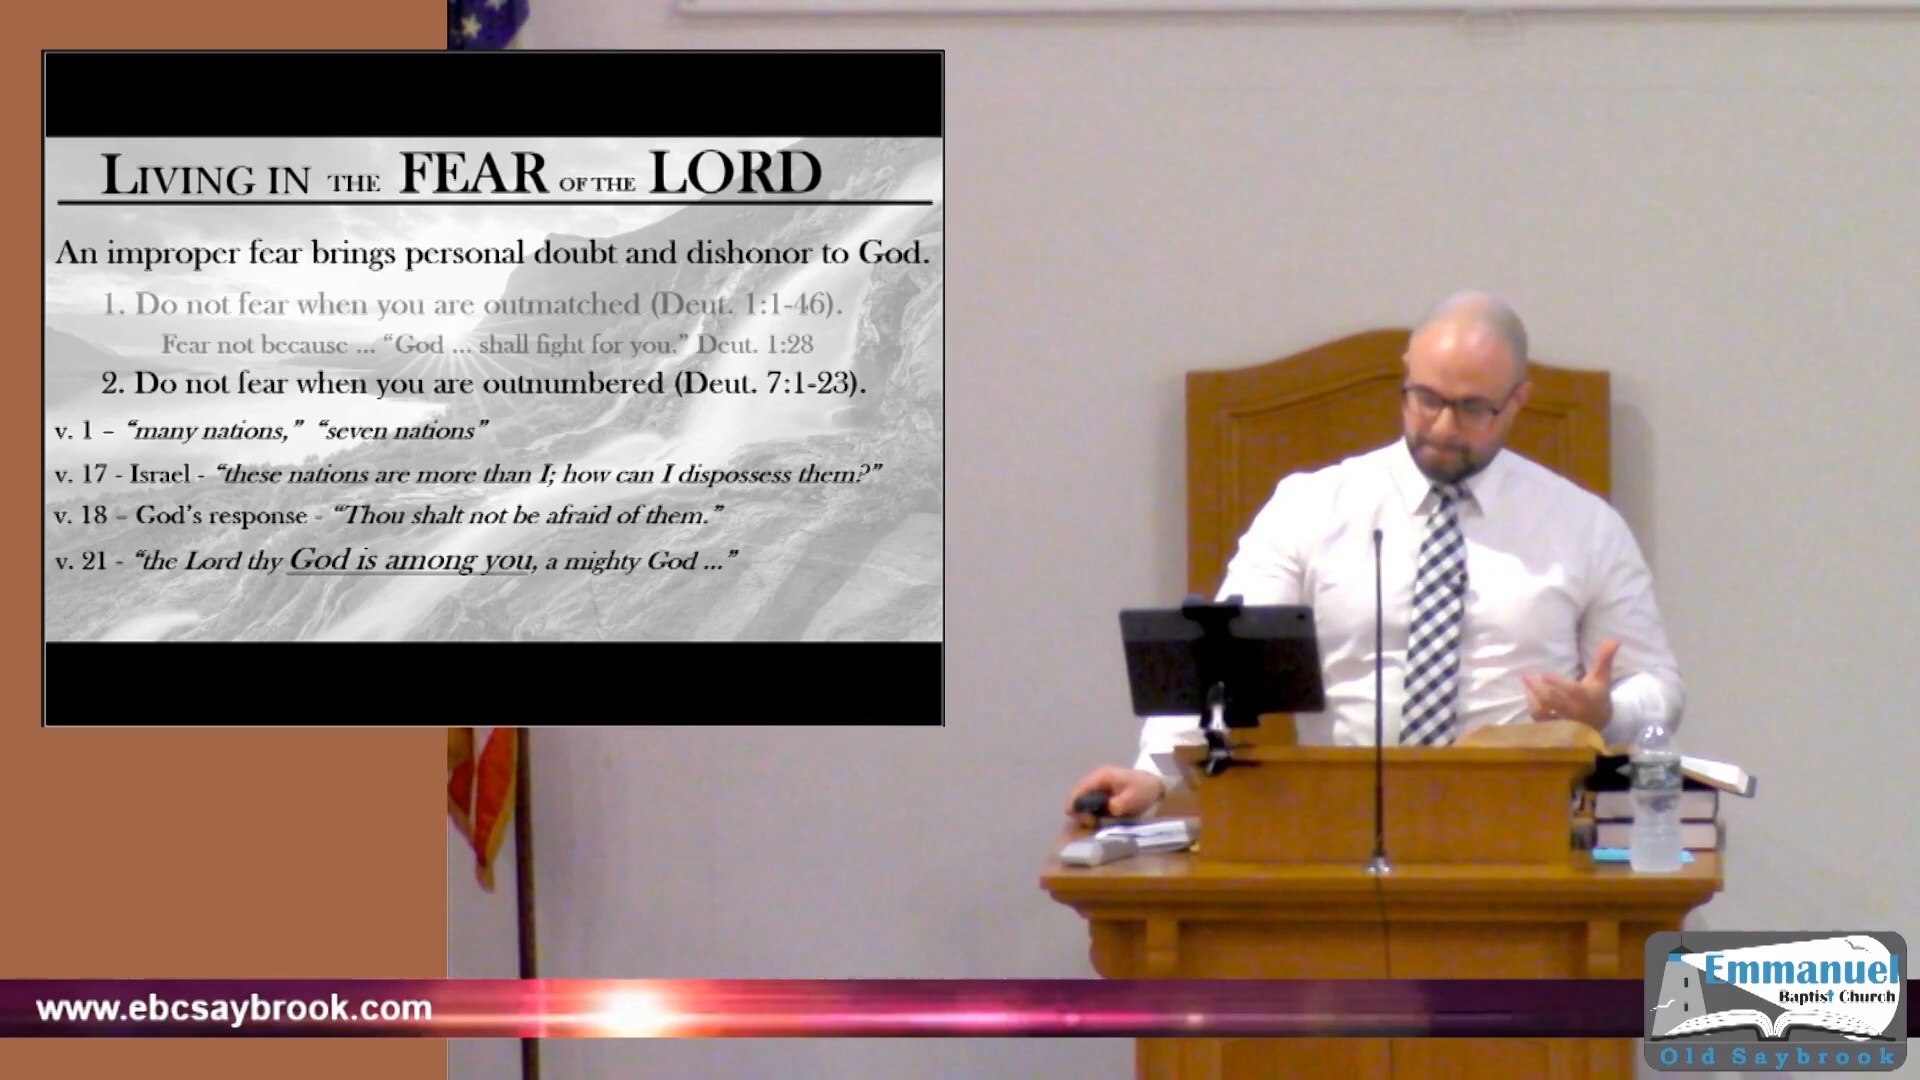 LIVING IN THE FEAR OF THE LORD
An improper fear brings personal doubt and dishonor to God.
1. Do not fear when you are outmatched (Deut. 1:1-46).
Fear not because ... “God ... shall fight for you.” Deut. 1:28
2. Do not fear when you are outnumbered (Deut. 7:1-23).
v. 1 – “many nations,” “seven nations”
v. 17 - Israel - “these nations are more than I; how can I dispossess them?”
v. 18 – God’s response - “Thou shalt not be afraid of them.”
v. 21 - “the Lord thy God is among you, a mighty God ...”
www.ebcsaybrook.com
Emmanuel
Baptist Church
Old Saybrook